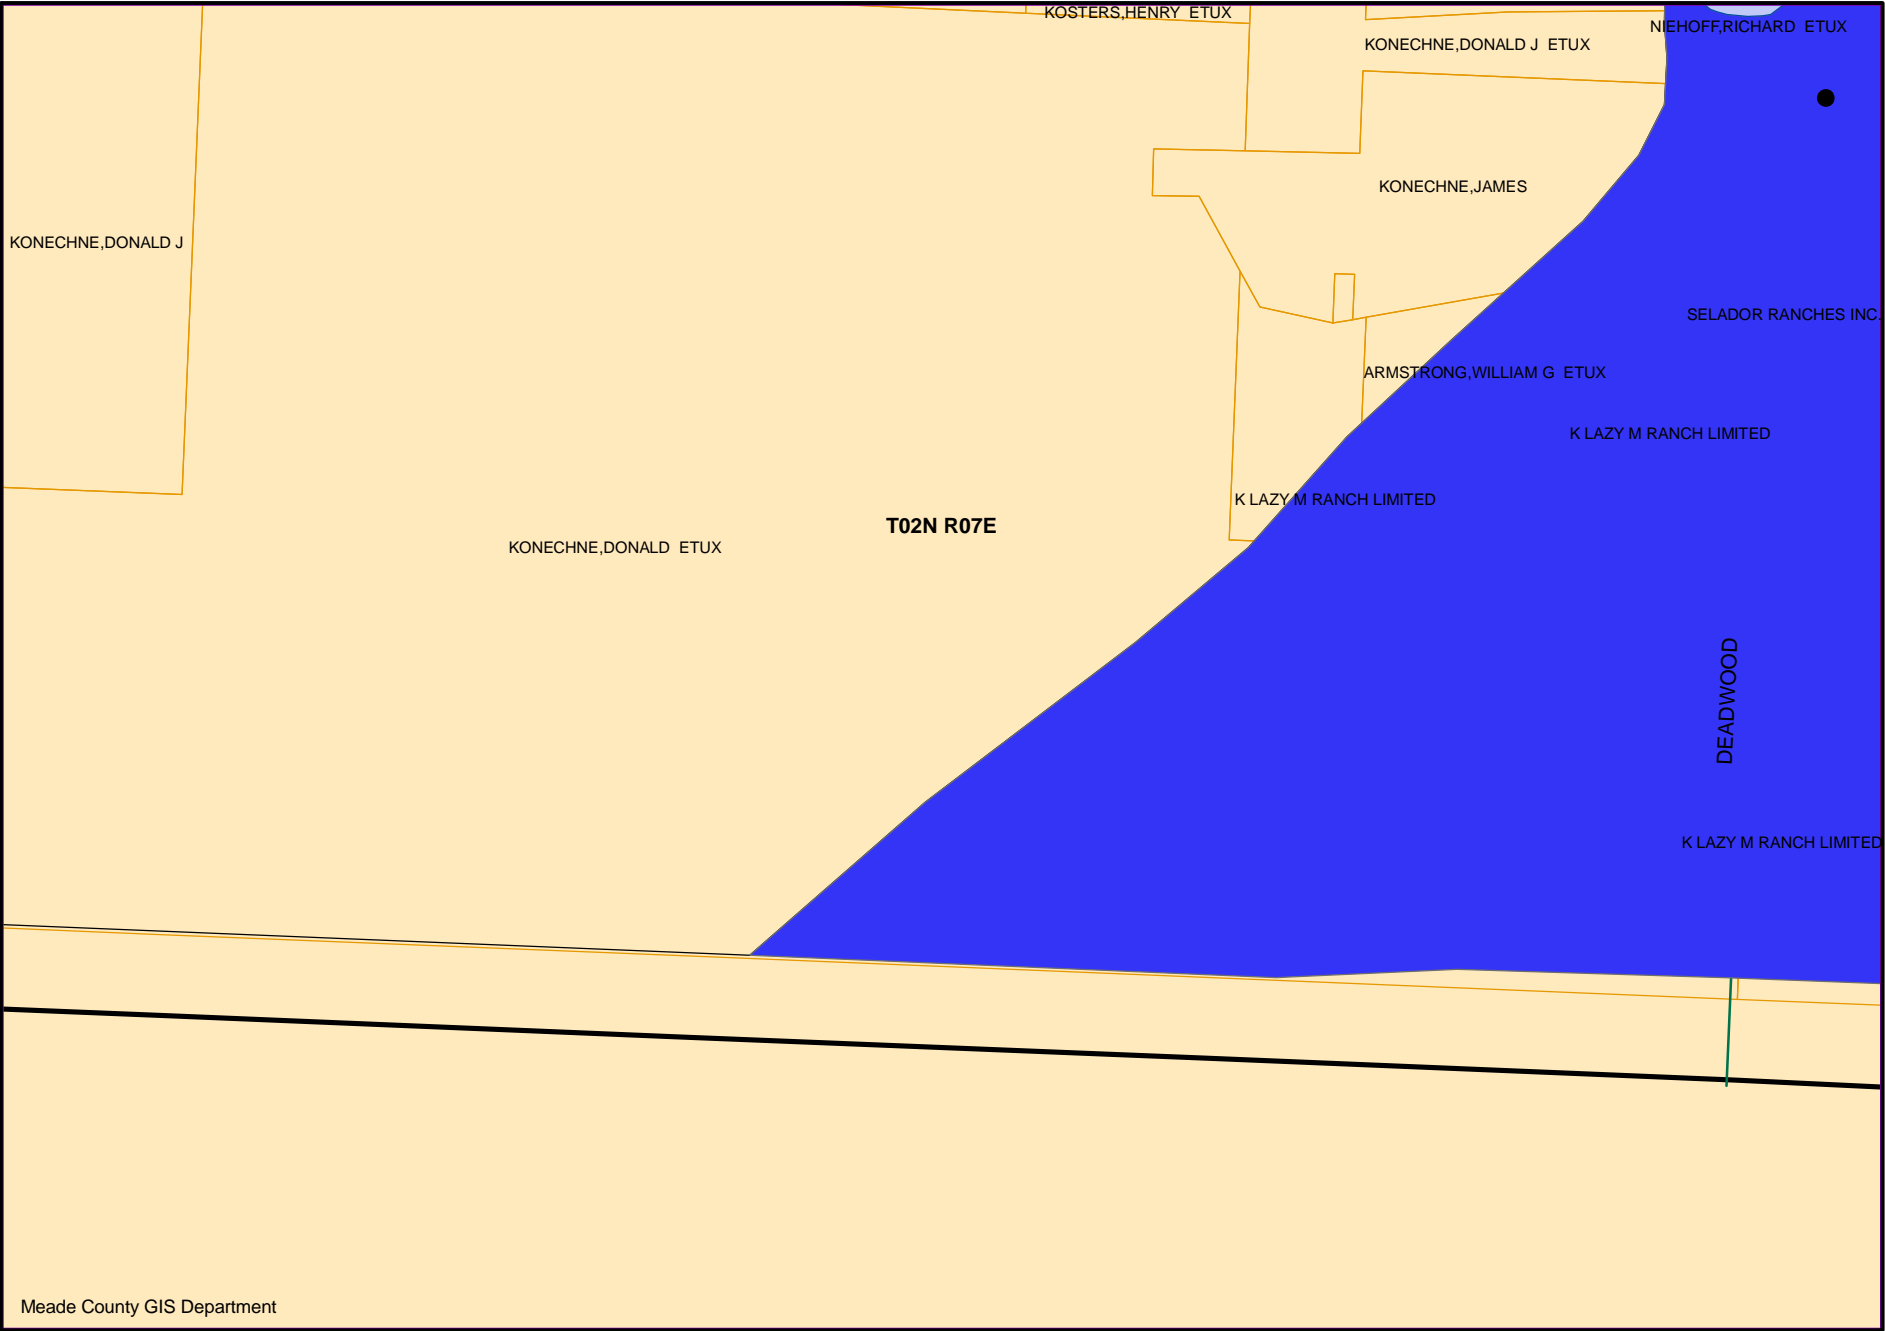 KOSTERS,HENRY ETUX
NIEHOFF,RICHARD ETUX
KONECHNE,DONALD J ETUX
KONECHNE,JAMES
KONECHNE,DONALD J
SELADOR RANCHES INC.
ARMSTRONG,WILLIAM G ETUX
K LAZY M RANCH LIMITED
K LAZY M RANCH LIMITED
T02N R07E
KONECHNE,DONALD ETUX
DEADWOOD
K LAZY M RANCH LIMITED
Meade County GIS Department